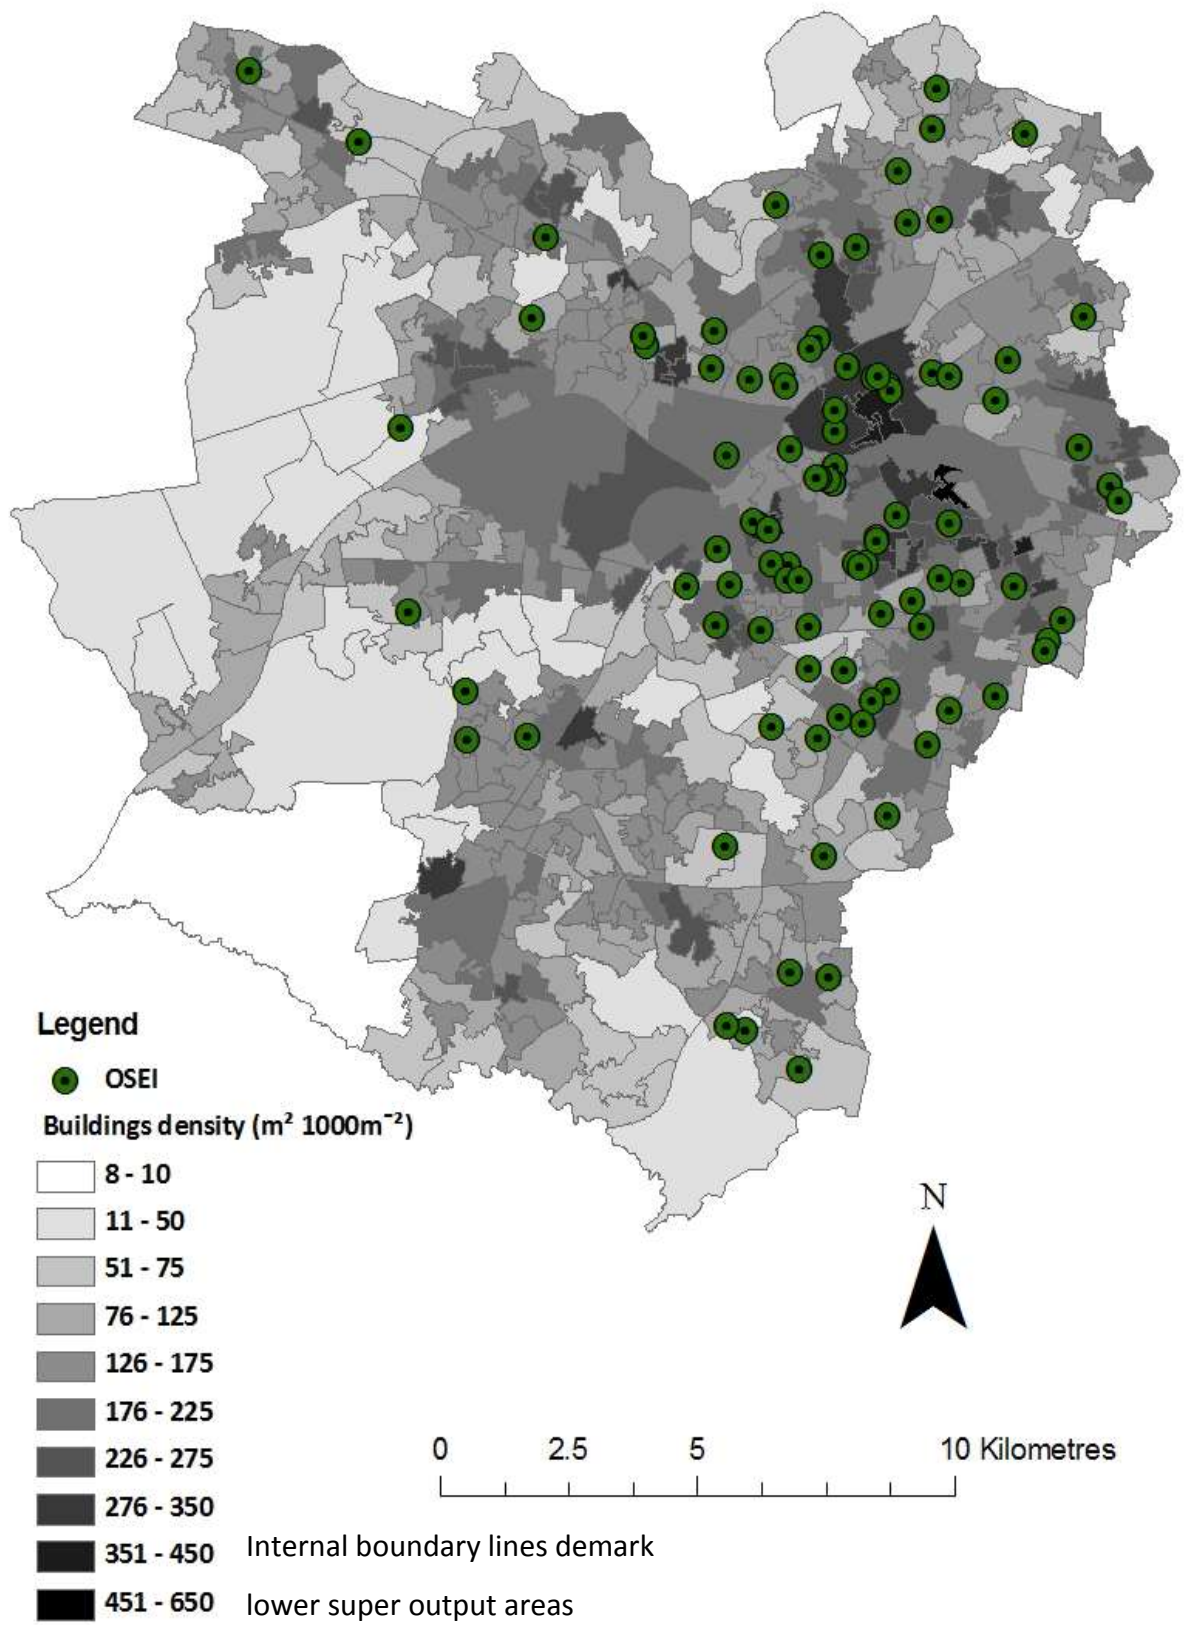 Legend
OSEI
Buildings density (m² 1000m⁻²)
8 - 10
11 - 50
51 - 75
76 - 125
126 - 175
176 - 225
226 - 275
276 - 350
351 - 450
451 - 650
Internal boundary lines demark
lower super output areas
N
0 2.5 5 10 Kilometres